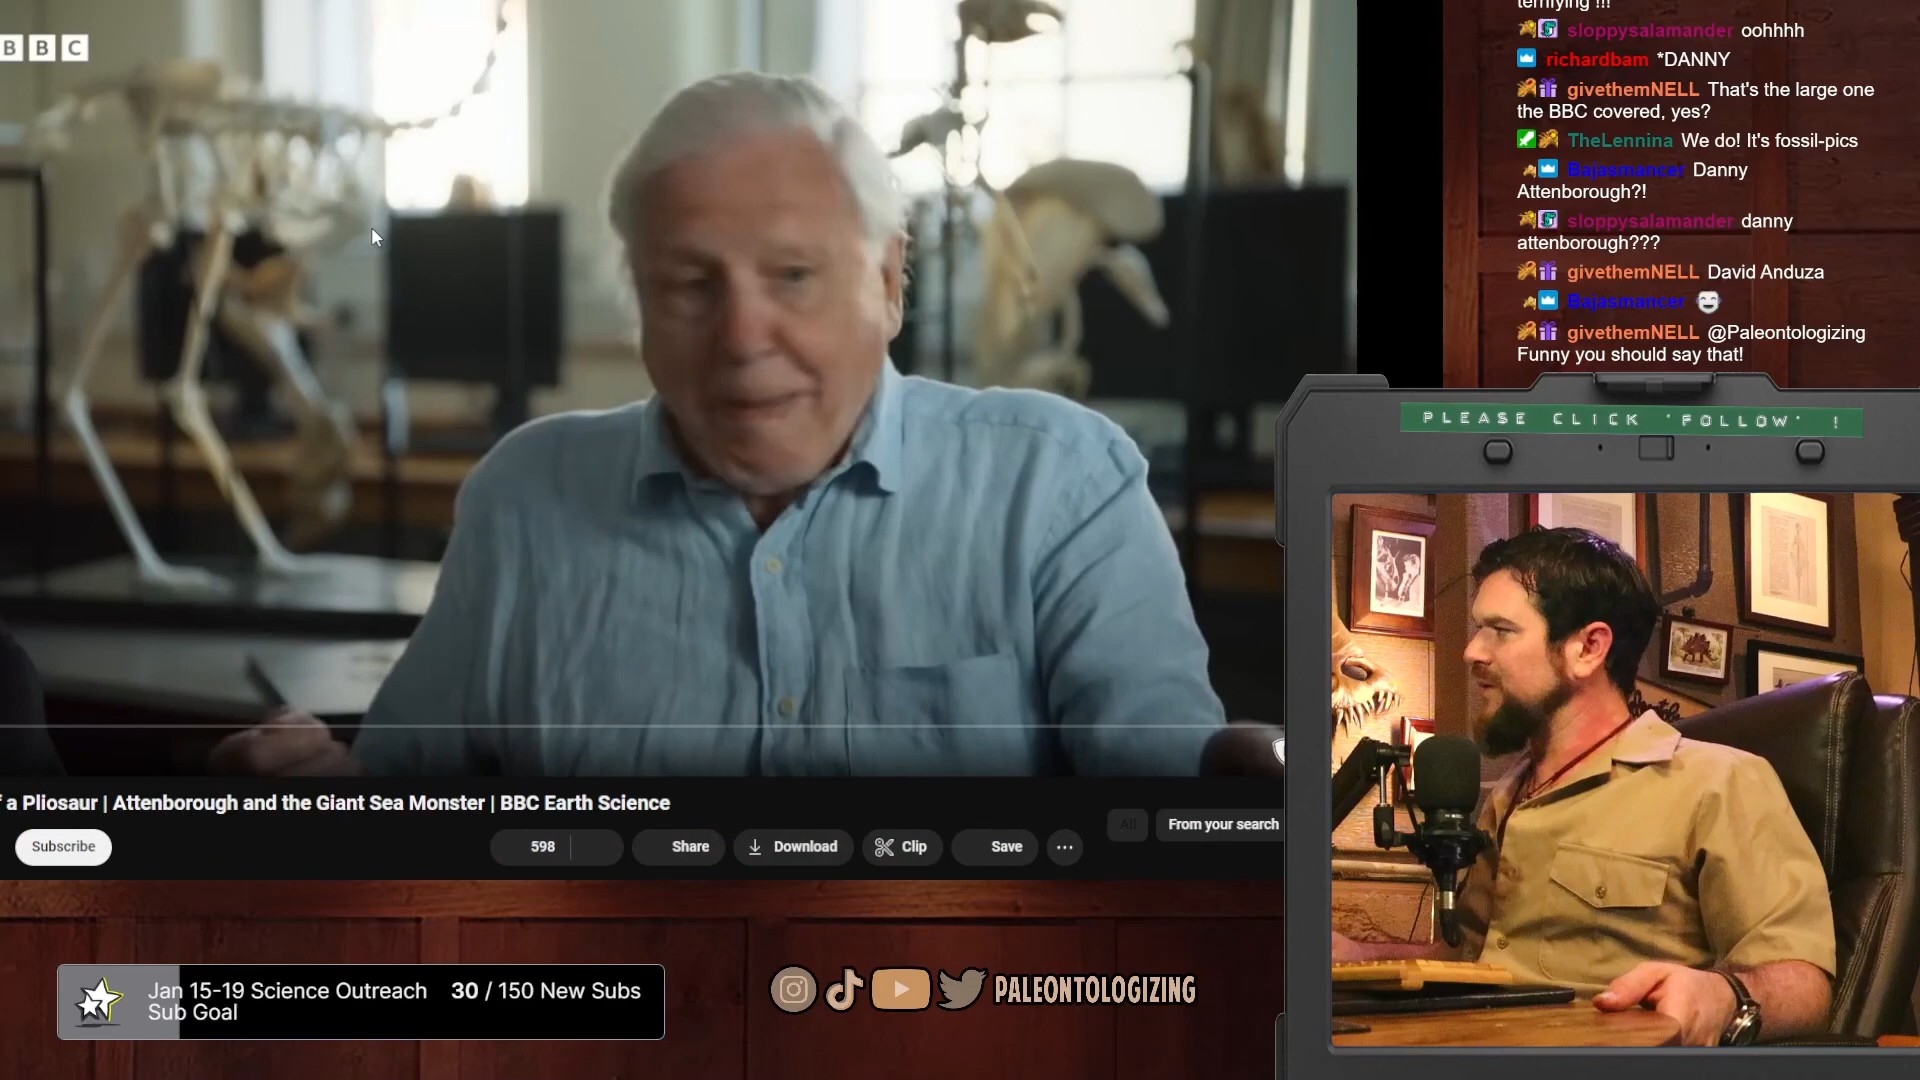 BBC
terrifying !!!
sloppysalamander oohhhh
richardbam *DANNY
givethemNELL That's the large one
the BBC covered, yes?
TheLennina We do! It's fossil-pics
Bajasmancer Danny
Attenborough?!
sloppysalamander danny
attenborough???
givethemNELL David Anduza
Bajasmancer
givethemNELL @Paleontologizing
Funny you should say that!
PLEASE CLICK "FOLLOW" !
f a Pliosaur | Attenborough and the Giant Sea Monster | BBC Earth Science
All
From your search
Subscribe
598
Share
Download
Clip
Save
Jan 15-19 Science Outreach 30 / 150 New Subs
Sub Goal
PALEONTOLOGIZING